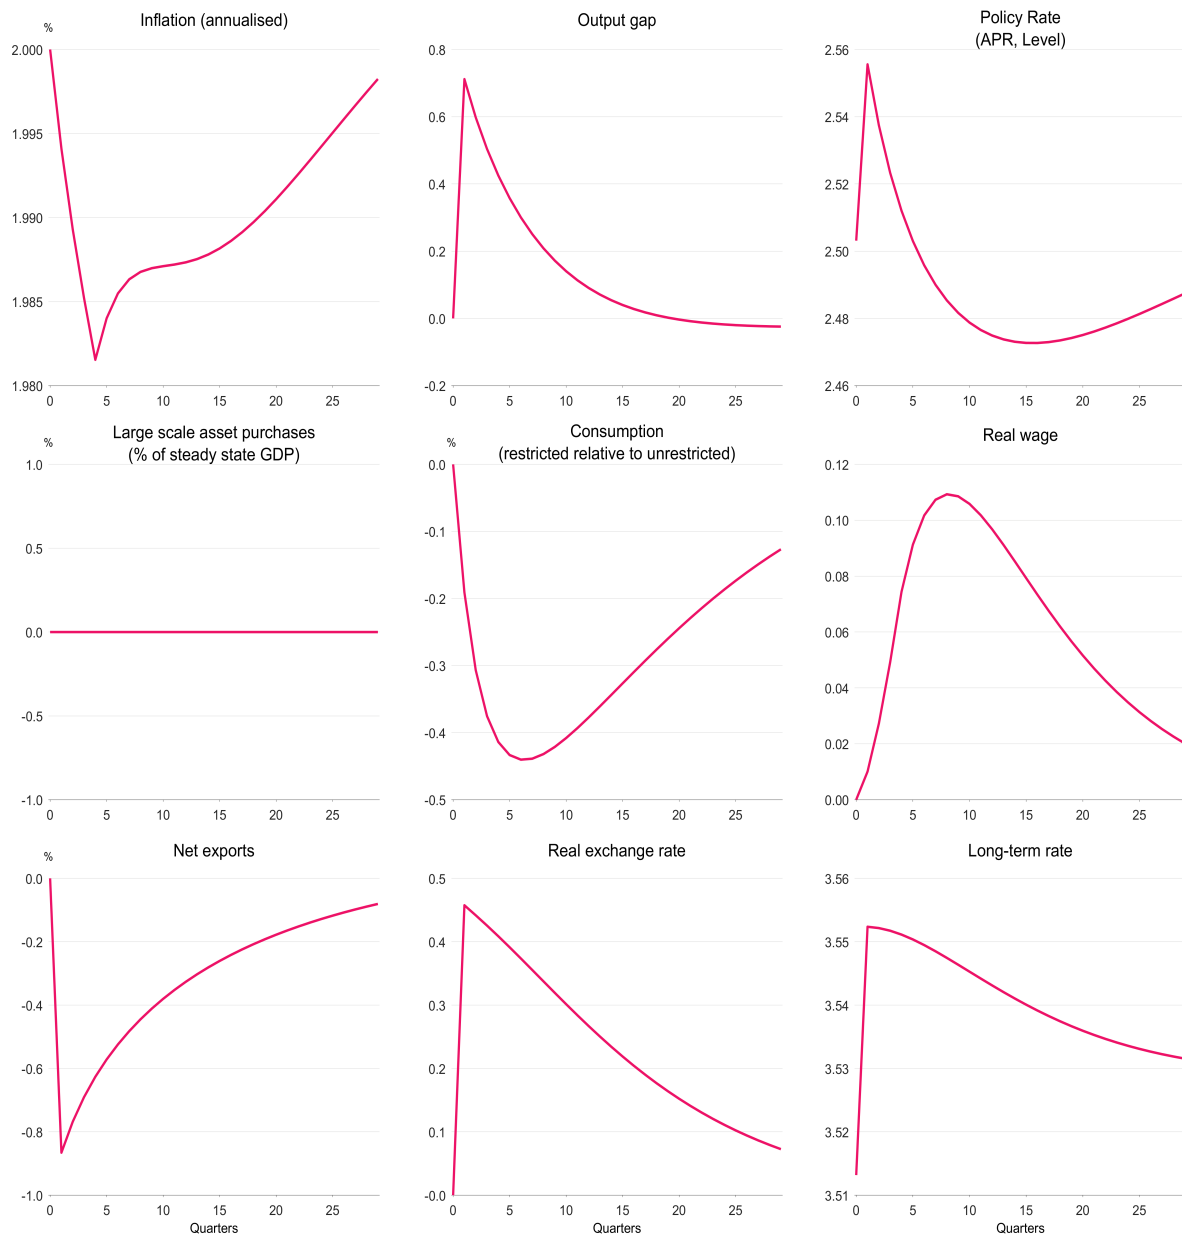 Inflation (annualised)
%
2.000
1.995
1.990
1.985
1.980
0 5 10 15 20 25
Output gap
0.8
0.6
0.4
0.2
0.0
-0.2
0 5 10 15 20 25
Policy Rate
(APR, Level)
2.56
2.54
2.52
2.50
2.48
2.46
0 5 10 15 20 25
Large scale asset purchases
(% of steady state GDP)
%
1.0
0.5
0.0
-0.5
-1.0
0 5 10 15 20 25
Consumption
(restricted relative to unrestricted)
%
0.0
-0.1
-0.2
-0.3
-0.4
-0.5
0 5 10 15 20 25
Real wage
0.12
0.10
0.08
0.06
0.04
0.02
0.00
0 5 10 15 20 25
Net exports
%
0.0
-0.2
-0.4
-0.6
-0.8
-1.0
0 5 10 15 20 25
Quarters
Real exchange rate
0.5
0.4
0.3
0.2
0.1
-0.0
0 5 10 15 20 25
Quarters
Long-term rate
3.56
3.55
3.54
3.53
3.52
3.51
0 5 10 15 20 25
Quarters